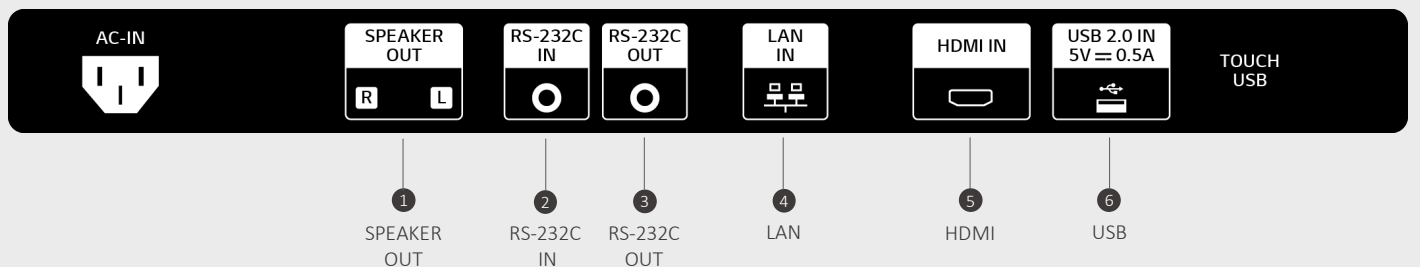 AC-IN
SPEAKER
OUT
R
L
RS-232C
IN
RS-232C
OUT
LAN
IN
HDMI IN
USB 2.0 IN
5V ⎓ 0.5A
TOUCH
USB
1
SPEAKER
OUT
2
RS-232C
IN
3
RS-232C
OUT
4
LAN
5
HDMI
6
USB